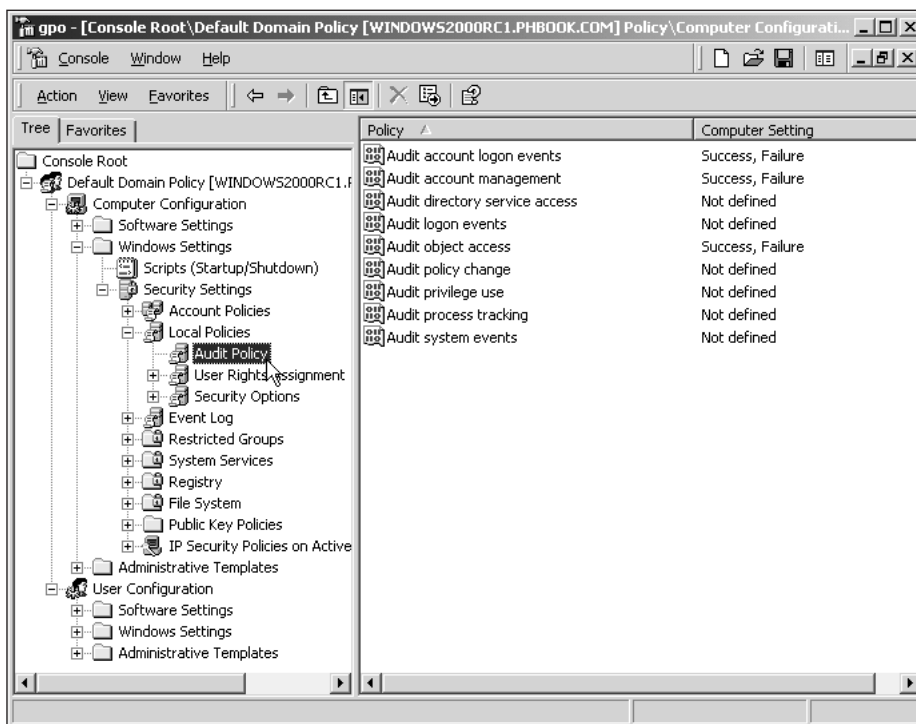 gpo - [Console Root\Default Domain Policy [WINDOWS2000RC1.PHBOOK.COM] Policy\Computer Configurati...
Console Window Help
Action View Favorites
Tree Favorites
Console Root
Default Domain Policy [WINDOWS2000RC1.F
Computer Configuration
Software Settings
Windows Settings
Scripts (Startup/Shutdown)
Security Settings
Account Policies
Local Policies
Audit Policy
User Rights Assignment
Security Options
Event Log
Restricted Groups
System Services
Registry
File System
Public Key Policies
IP Security Policies on Active
Administrative Templates
User Configuration
Software Settings
Windows Settings
Administrative Templates
Policy Computer Setting
Audit account logon events Success, Failure
Audit account management Success, Failure
Audit directory service access Not defined
Audit logon events Not defined
Audit object access Success, Failure
Audit policy change Not defined
Audit privilege use Not defined
Audit process tracking Not defined
Audit system events Not defined